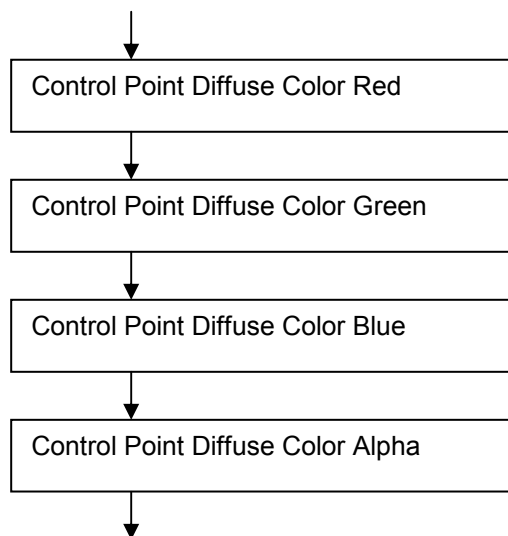 Control Point Diffuse Color Red
Control Point Diffuse Color Green
Control Point Diffuse Color Blue
Control Point Diffuse Color Alpha